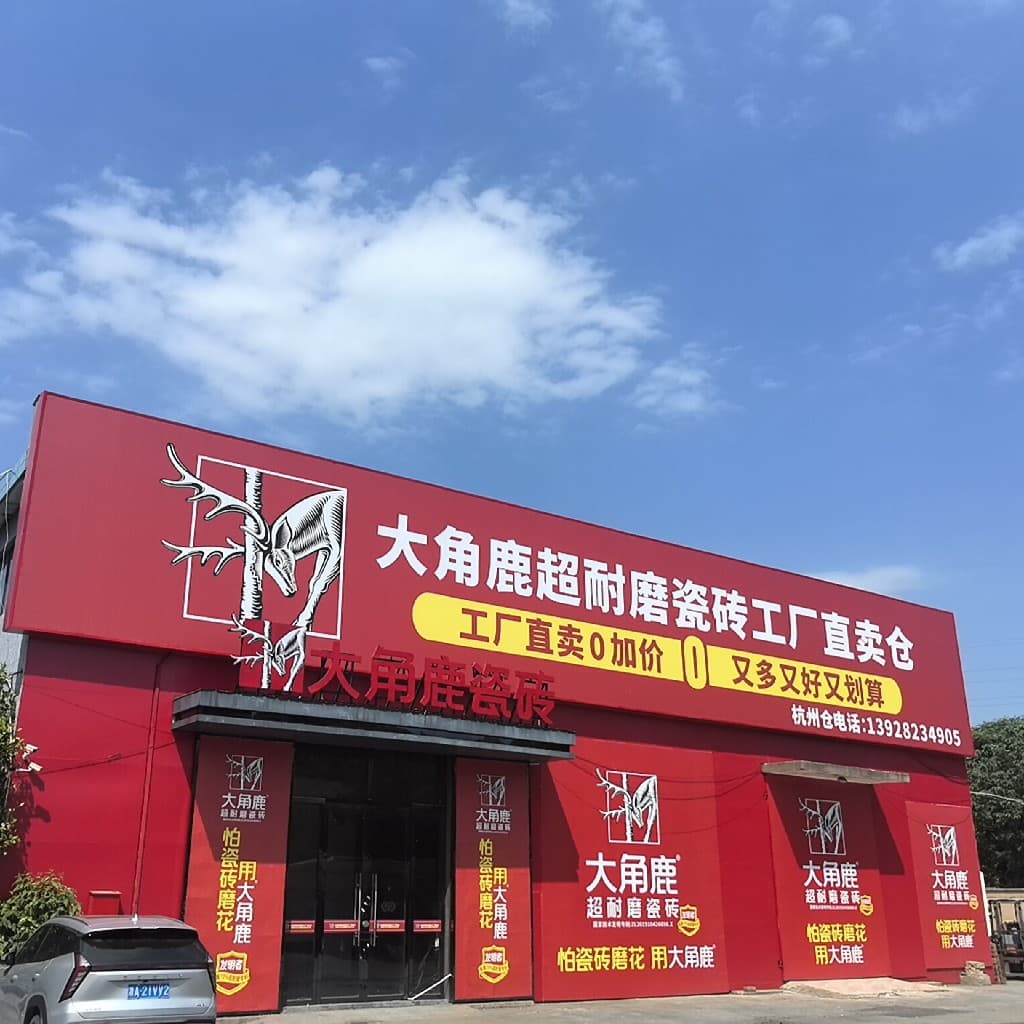 大角鹿超耐磨瓷砖工厂直卖仓
工厂直卖0加价
又多又好又划算
杭州仓电话:13928234905
大角鹿瓷砖
大角鹿
超耐磨瓷砖
怕瓷砖磨花
用大角鹿
发明者
大角鹿
超耐磨瓷砖
怕瓷砖磨花
用大角鹿
大角鹿
超耐磨瓷砖
怕瓷砖磨花 用大角鹿
大角鹿
超耐磨瓷砖
怕瓷砖磨花
用大角鹿
大角鹿
超耐磨瓷砖
怕瓷砖磨花
用大角鹿